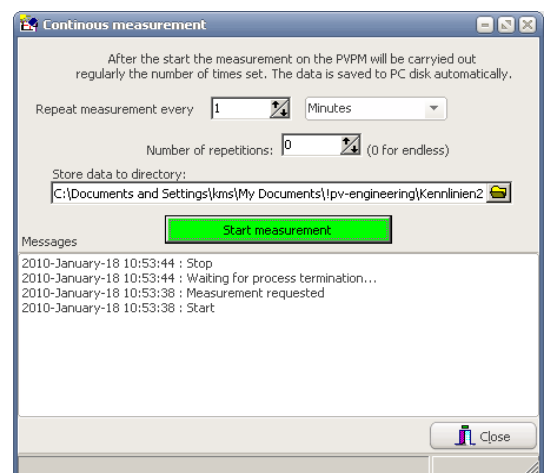 Continous measurement
After the start the measurement on the PVPM will be carryied out
regularly the number of times set. The data is saved to PC disk automatically.
Repeat measurement every 1 Minutes
Number of repetitions: 0 (0 for endless)
Store data to directory:
C:\Documents and Settings\kms\My Documents\!pv-engineering\Kennlinien2
Start measurement
Messages
2010-January-18 10:53:44 : Stop
2010-January-18 10:53:44 : Waiting for process termination...
2010-January-18 10:53:38 : Measurement requested
2010-January-18 10:53:38 : Start
Close